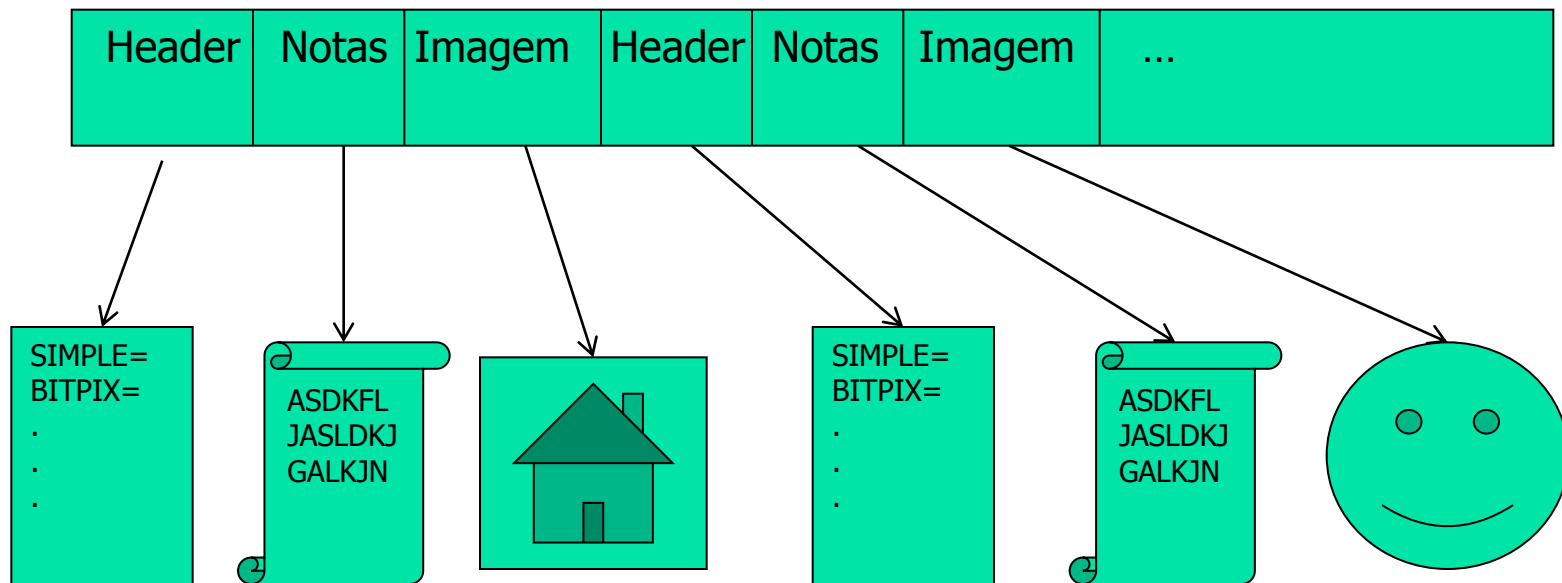 Header Notas Imagem Header Notas Imagem ...
SIMPLE=
BITPIX=
.
.
.
ASDKFL
JASLDKJ
GALKJN
SIMPLE=
BITPIX=
.
.
.
ASDKFL
JASLDKJ
GALKJN